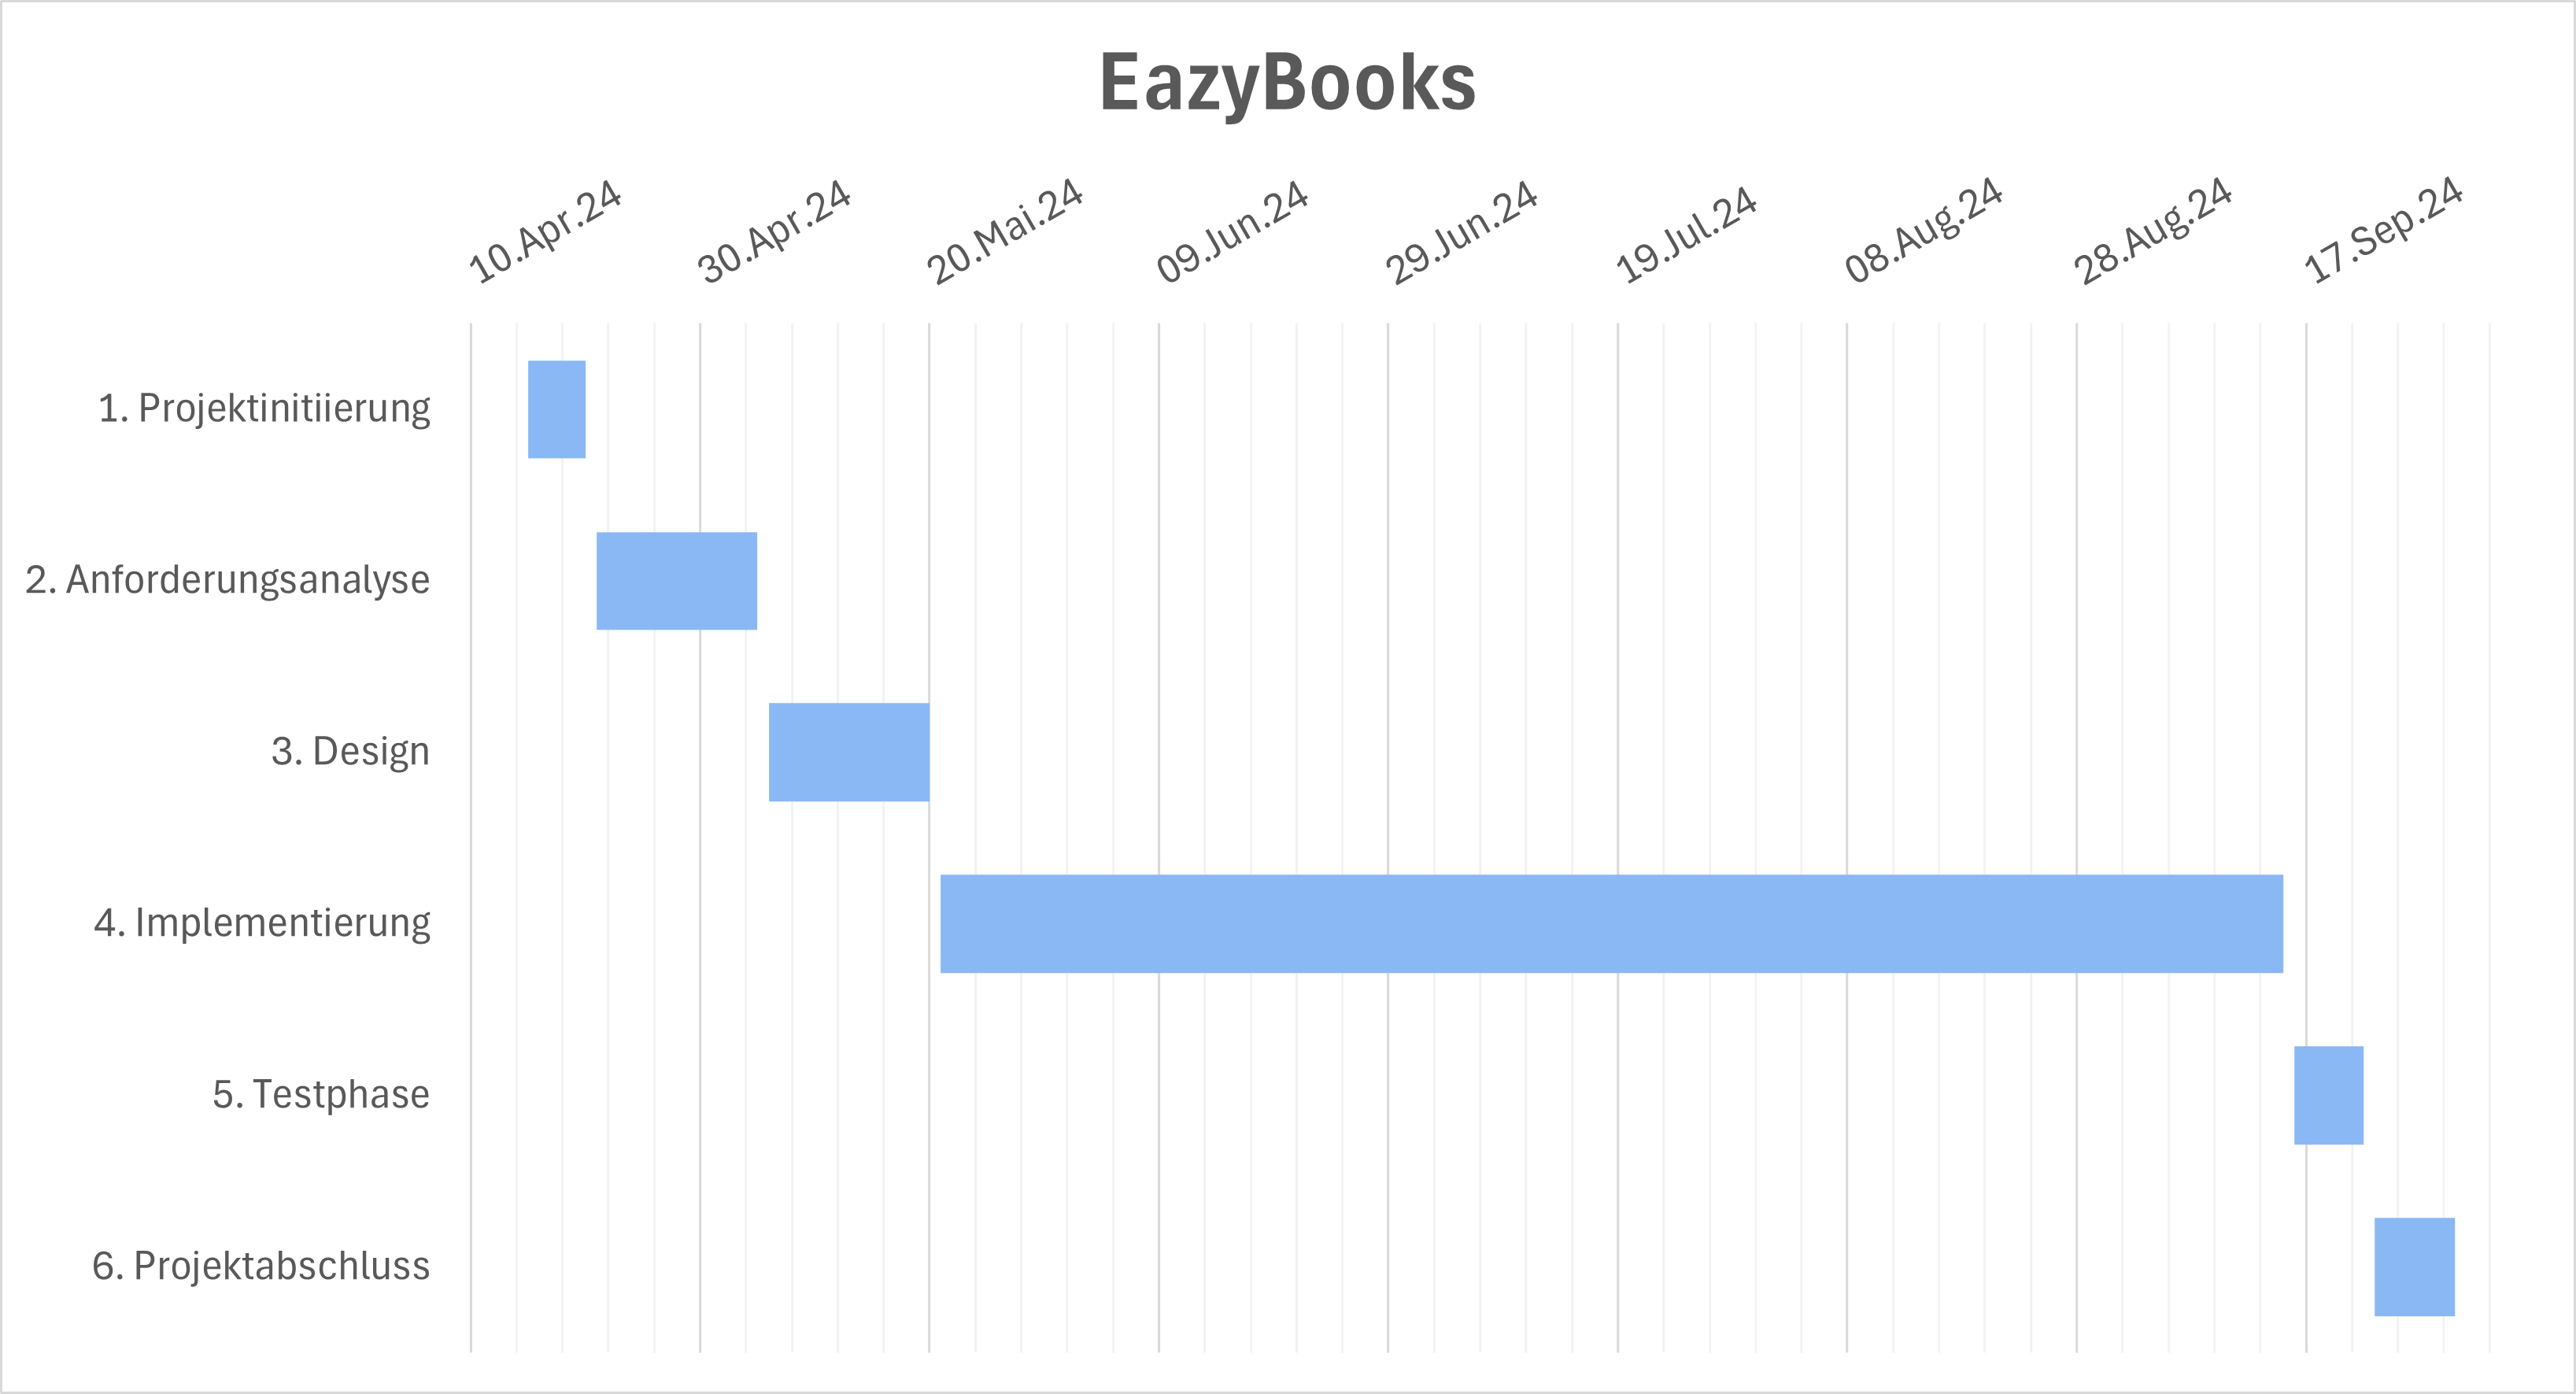 EazyBooks
10.Apr.24
30.Apr.24
20.Mai.24
09.Jun.24
29.Jun.24
19.Jul.24
08.Aug.24
28.Aug.24
17.Sep.24
1. Projektinitiierung
2. Anforderungsanalyse
3. Design
4. Implementierung
5. Testphase
6. Projektabschluss